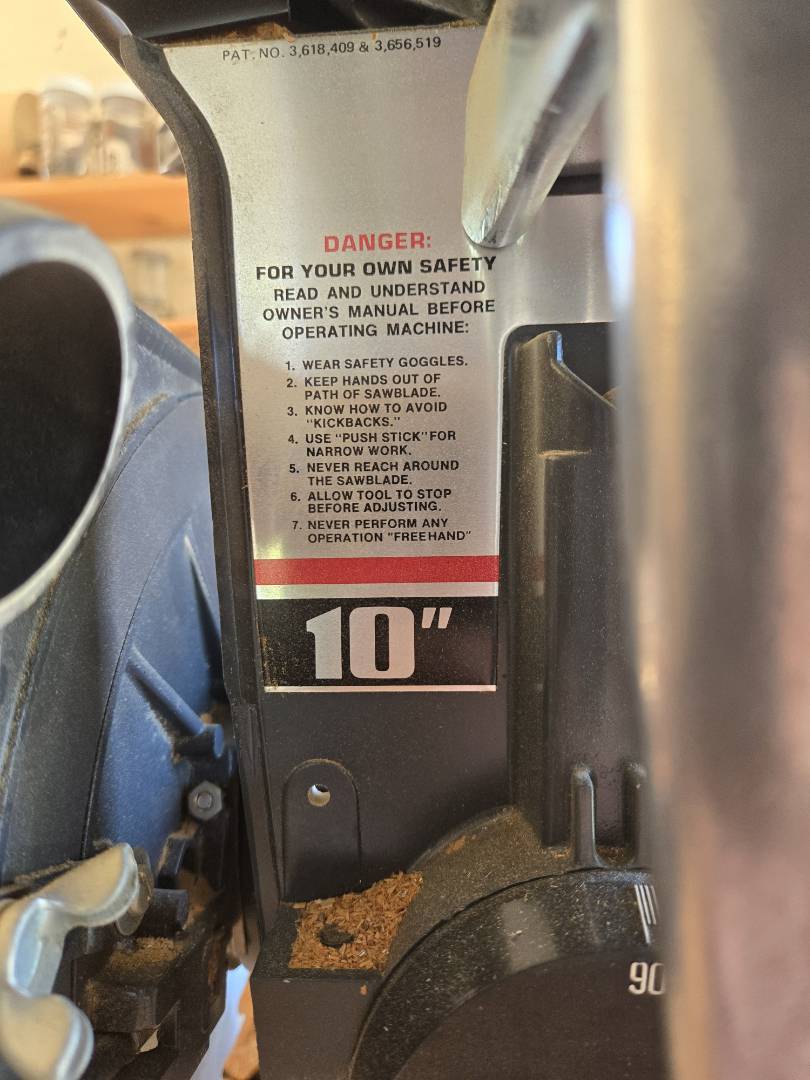 PAT. NO. 3,618,409 & 3,656,519
DANGER:
FOR YOUR OWN SAFETY
READ AND UNDERSTAND
OWNER'S MANUAL BEFORE
OPERATING MACHINE:
1. WEAR SAFETY GOGGLES.
2. KEEP HANDS OUT OF
PATH OF SAWBLADE.
3. KNOW HOW TO AVOID
"KICKBACKS."
4. USE "PUSH STICK" FOR
NARROW WORK.
5. NEVER REACH AROUND
THE SAWBLADE.
6. ALLOW TOOL TO STOP
BEFORE ADJUSTING.
7. NEVER PERFORM ANY
OPERATION "FREEHAND"
10"
90